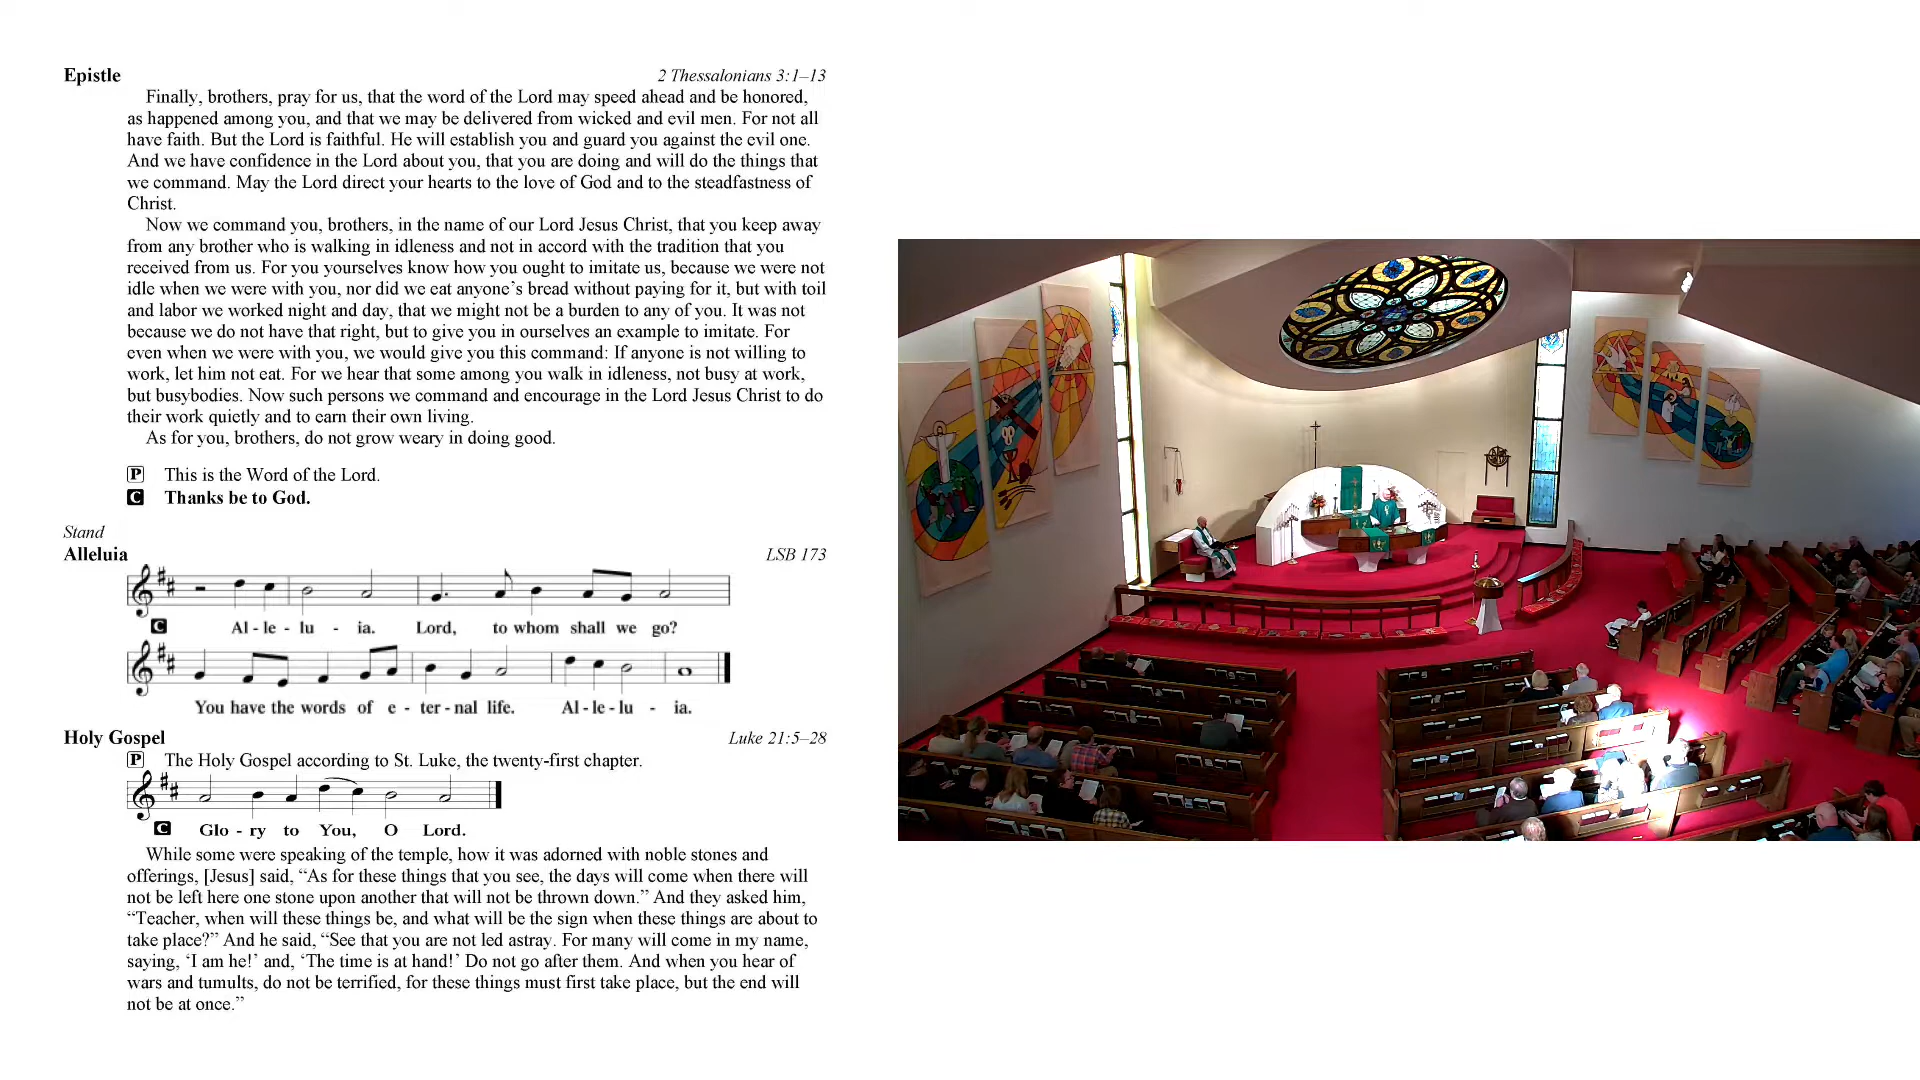 Epistle 2 Thessalonians 3:1–13
Finally, brothers, pray for us, that the word of the Lord may speed ahead and be honored,
as happened among you, and that we may be delivered from wicked and evil men. For not all
have faith. But the Lord is faithful. He will establish you and guard you against the evil one.
And we have confidence in the Lord about you, that you are doing and will do the things that
we command. May the Lord direct your hearts to the love of God and to the steadfastness of
Christ.
Now we command you, brothers, in the name of our Lord Jesus Christ, that you keep away
from any brother who is walking in idleness and not in accord with the tradition that you
received from us. For you yourselves know how you ought to imitate us, because we were not
idle when we were with you, nor did we eat anyone’s bread without paying for it, but with toil
and labor we worked night and day, that we might not be a burden to any of you. It was not
because we do not have that right, but to give you in ourselves an example to imitate. For
even when we were with you, we would give you this command: If anyone is not willing to
work, let him not eat. For we hear that some among you walk in idleness, not busy at work,
but busybodies. Now such persons we command and encourage in the Lord Jesus Christ to do
their work quietly and to earn their own living.
As for you, brothers, do not grow weary in doing good.
P This is the Word of the Lord.
C Thanks be to God.
Stand
Alleluia LSB 173
C Al - le - lu - ia. Lord, to whom shall we go?
You have the words of e - ter - nal life. Al - le - lu - ia.
Holy Gospel Luke 21:5–28
P The Holy Gospel according to St. Luke, the twenty-first chapter.
C Glo - ry to You, O Lord.
While some were speaking of the temple, how it was adorned with noble stones and
offerings, [Jesus] said, “As for these things that you see, the days will come when there will
not be left here one stone upon another that will not be thrown down.” And they asked him,
“Teacher, when will these things be, and what will be the sign when these things are about to
take place?” And he said, “See that you are not led astray. For many will come in my name,
saying, ‘I am he!’ and, ‘The time is at hand!’ Do not go after them. And when you hear of
wars and tumults, do not be terrified, for these things must first take place, but the end will
not be at once.”